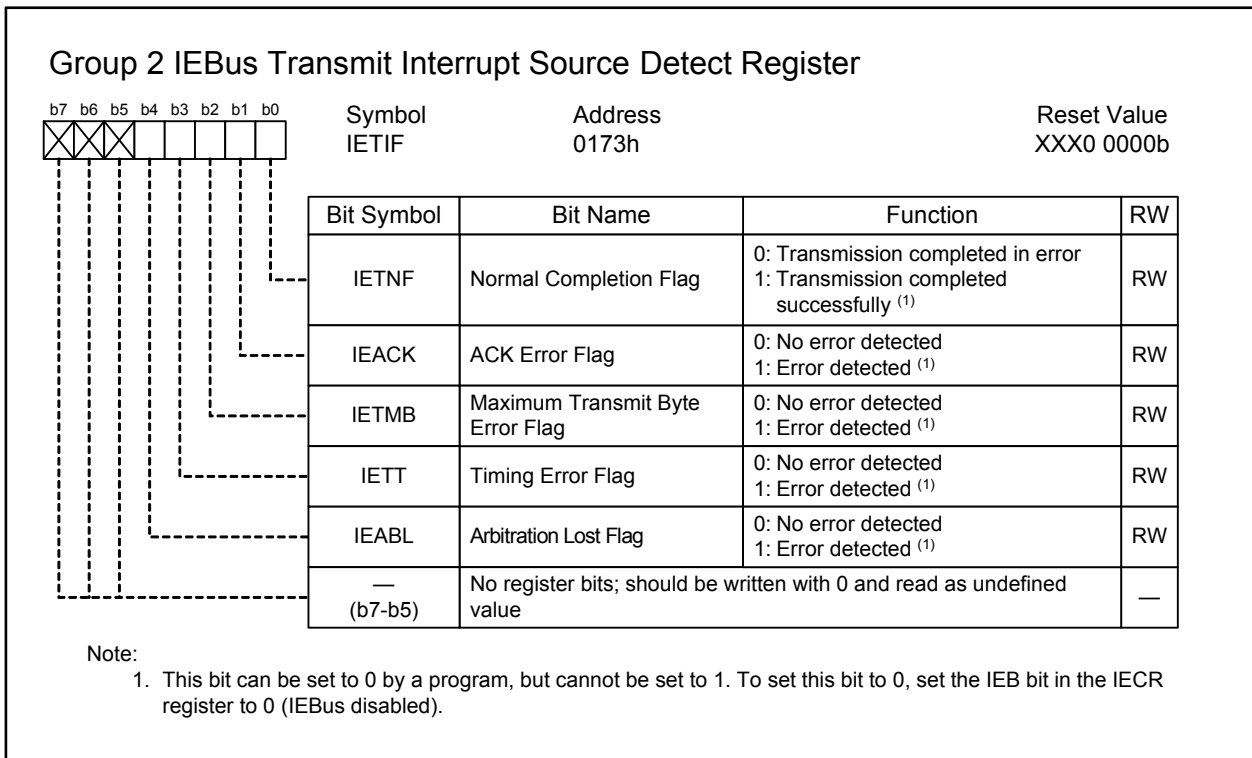 Group 2 IEBus Transmit Interrupt Source Detect Register
b7 b6 b5 b4 b3 b2 b1 b0
Symbol Address Reset Value
IETIF 0173h XXX0 0000b
Bit Symbol Bit Name Function RW
IETNF Normal Completion Flag 0: Transmission completed in error
1: Transmission completed
successfully (1) RW
IEACK ACK Error Flag 0: No error detected
1: Error detected (1) RW
IETMB Maximum Transmit Byte
Error Flag 0: No error detected
1: Error detected (1) RW
IETT Timing Error Flag 0: No error detected
1: Error detected (1) RW
IEABL Arbitration Lost Flag 0: No error detected
1: Error detected (1) RW
—
(b7-b5) No register bits; should be written with 0 and read as undefined
value —
Note:
1. This bit can be set to 0 by a program, but cannot be set to 1. To set this bit to 0, set the IEB bit in the IECR
register to 0 (IEBus disabled).